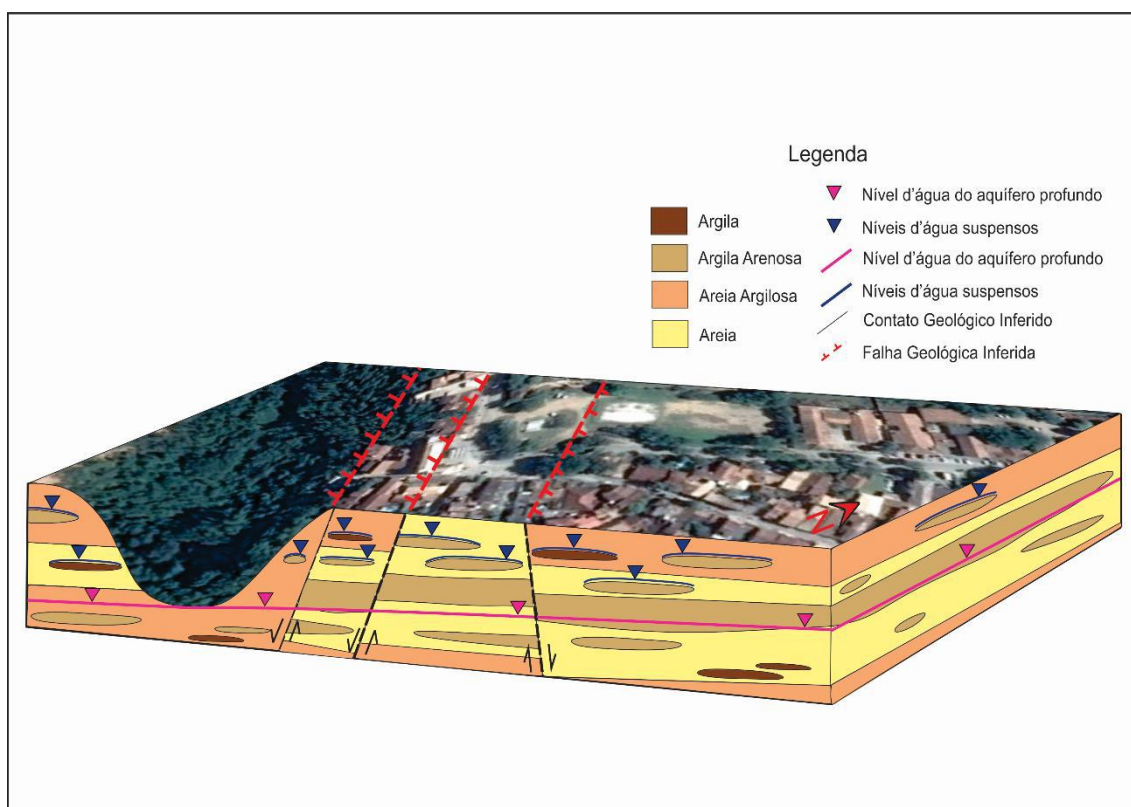 Legenda
Argila
Argila Arenosa
Areia Argilosa
Areia
Nível d'água do aquífero profundo
Níveis d'água suspensos
Nível d'água do aquífero profundo
Níveis d'água suspensos
Contato Geológico Inferido
Falha Geológica Inferida
N